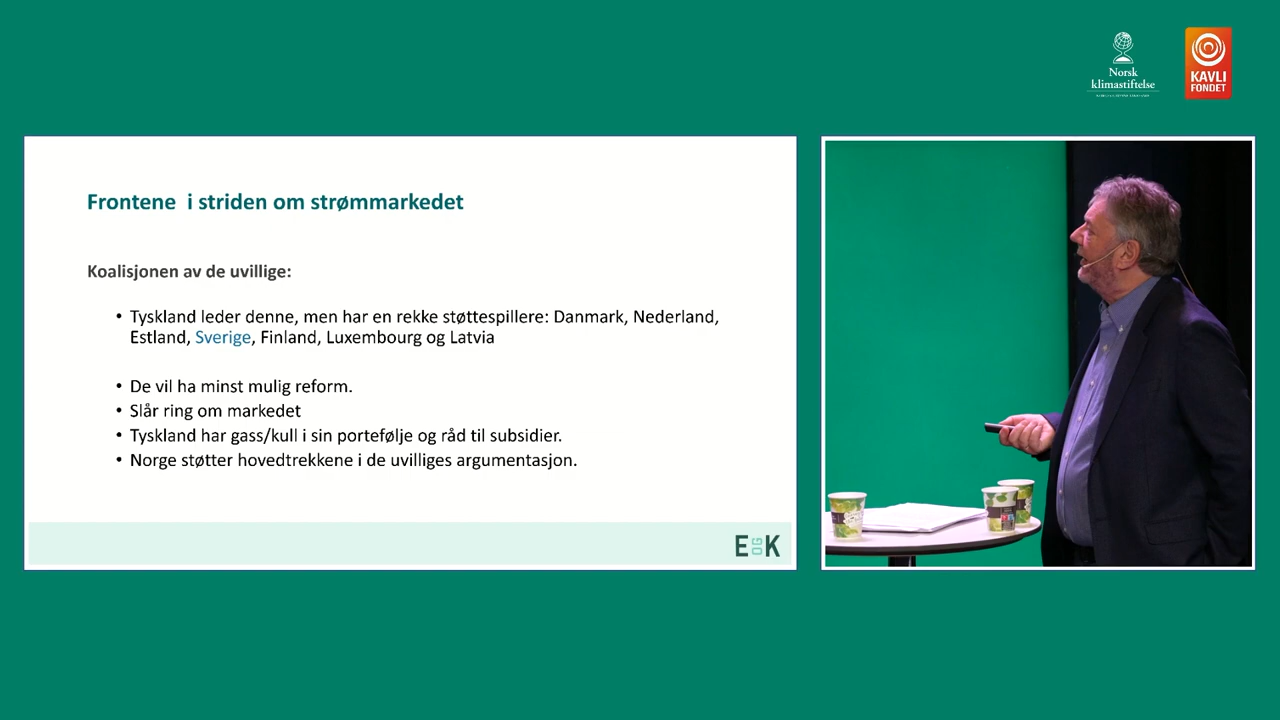 Norsk
klimastiftelse
KAVLI
FONDET
Frontene  i striden om strømmarkedet
Koalisjonen av de uvillige:
• Tyskland leder denne, men har en rekke støttespillere: Danmark, Nederland,
Estland, Sverige, Finland, Luxembourg og Latvia
• De vil ha minst mulig reform.
• Slår ring om markedet
• Tyskland har gass/kull i sin portefølje og råd til subsidier.
• Norge støtter hovedtrekkene i de uvilliges argumentasjon.
E OG K